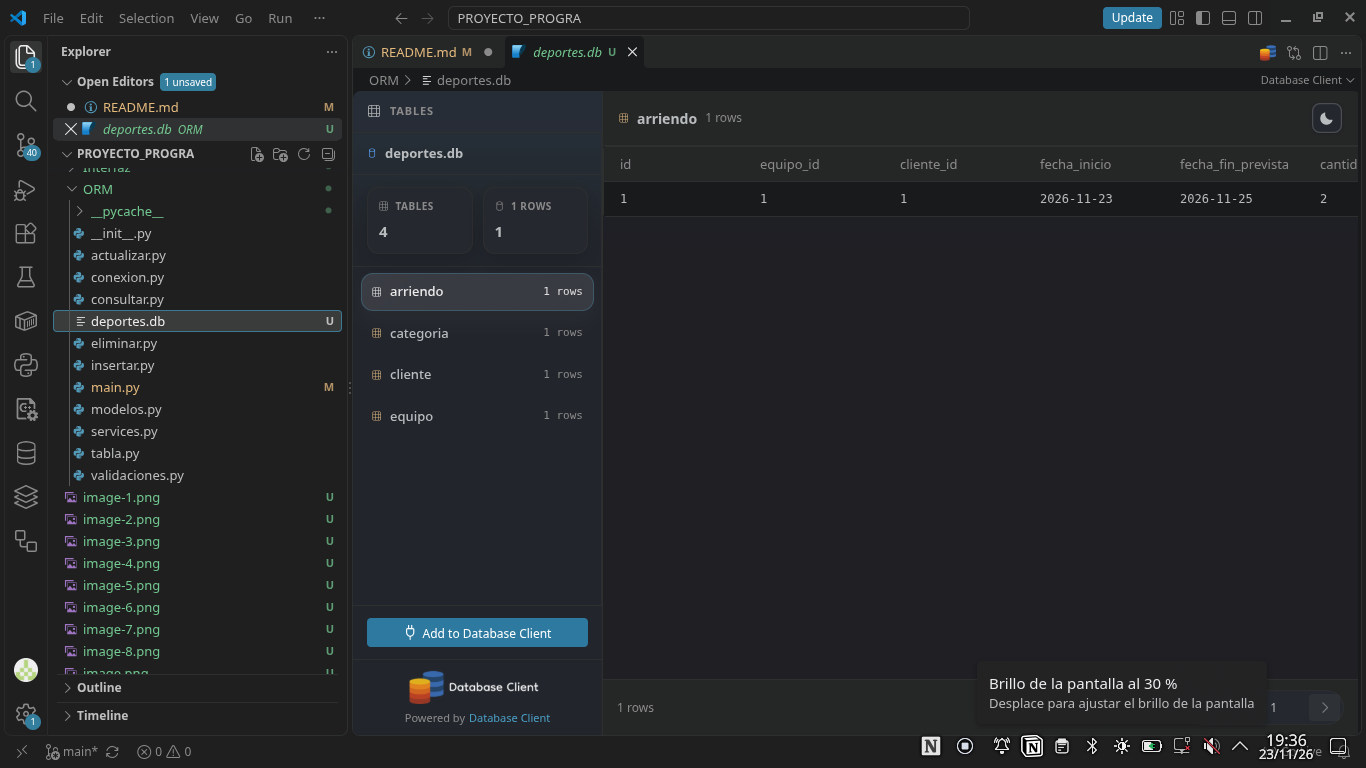 File Edit Selection View Go Run ··· PROYECTO_PROGRA Update
Explorer
Open Editors 1 unsaved
README.md M
deportes.db ORM U
PROYECTO_PROGRA
Interfaz
ORM
__pycache__
__init__.py
actualizar.py
conexion.py
consultar.py
deportes.db U
eliminar.py
insertar.py
main.py M
modelos.py
services.py
tabla.py
validaciones.py
image-1.png U
image-2.png U
image-3.png U
image-4.png U
image-5.png U
image-6.png U
image-7.png U
image-8.png U
image.png U
Outline
Timeline
1
40
1
README.md M
deportes.db U
ORM > deportes.db
Database Client
TABLES
deportes.db
TABLES
4
1 ROWS
1
arriendo 1 rows
categoria 1 rows
cliente 1 rows
equipo 1 rows
Add to Database Client
Database Client
Powered by Database Client
arriendo 1 rows
id equipo_id cliente_id fecha_inicio fecha_fin_prevista cantid
1 1 1 2026-11-23 2026-11-25 2
1 rows
1
Brillo de la pantalla al 30 %
Desplace para ajustar el brillo de la pantalla
main* 0 0
19:36
23/11/26